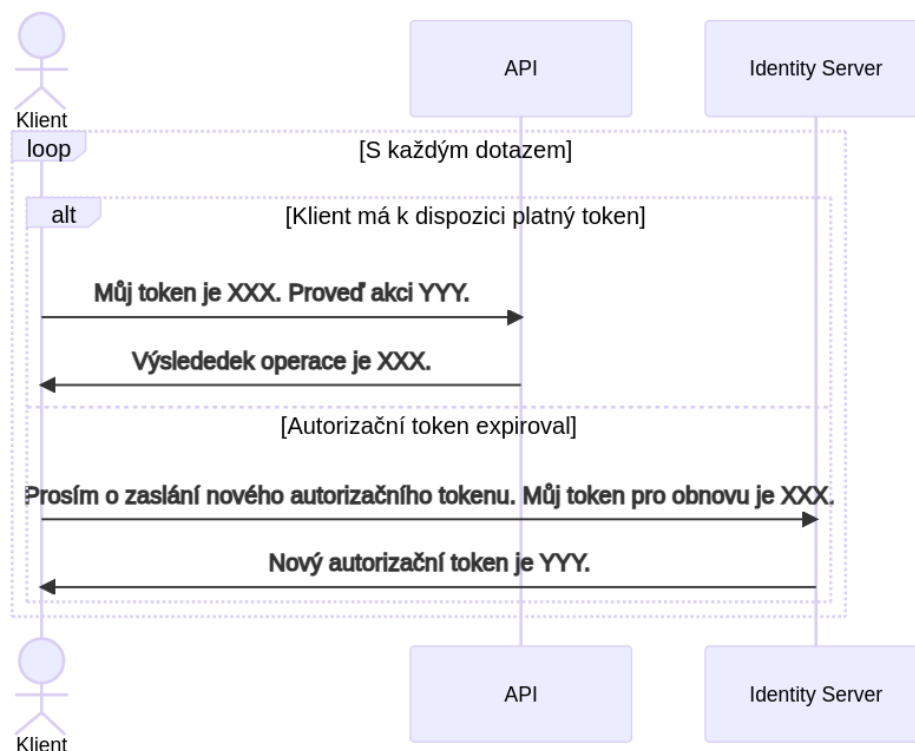 API
Identity Server
Klient
loop
[S každým dotazem]
alt
[Klient má k dispozici platný token]
Můj token je XXX. Proveď akci YYY.
Výslededek operace je XXX.
[Autorizační token expiroval]
Prosím o zaslání nového autorizačního tokenu. Můj token pro obnovu je XXX.
Nový autorizační token je YYY.
API
Identity Server
Klient